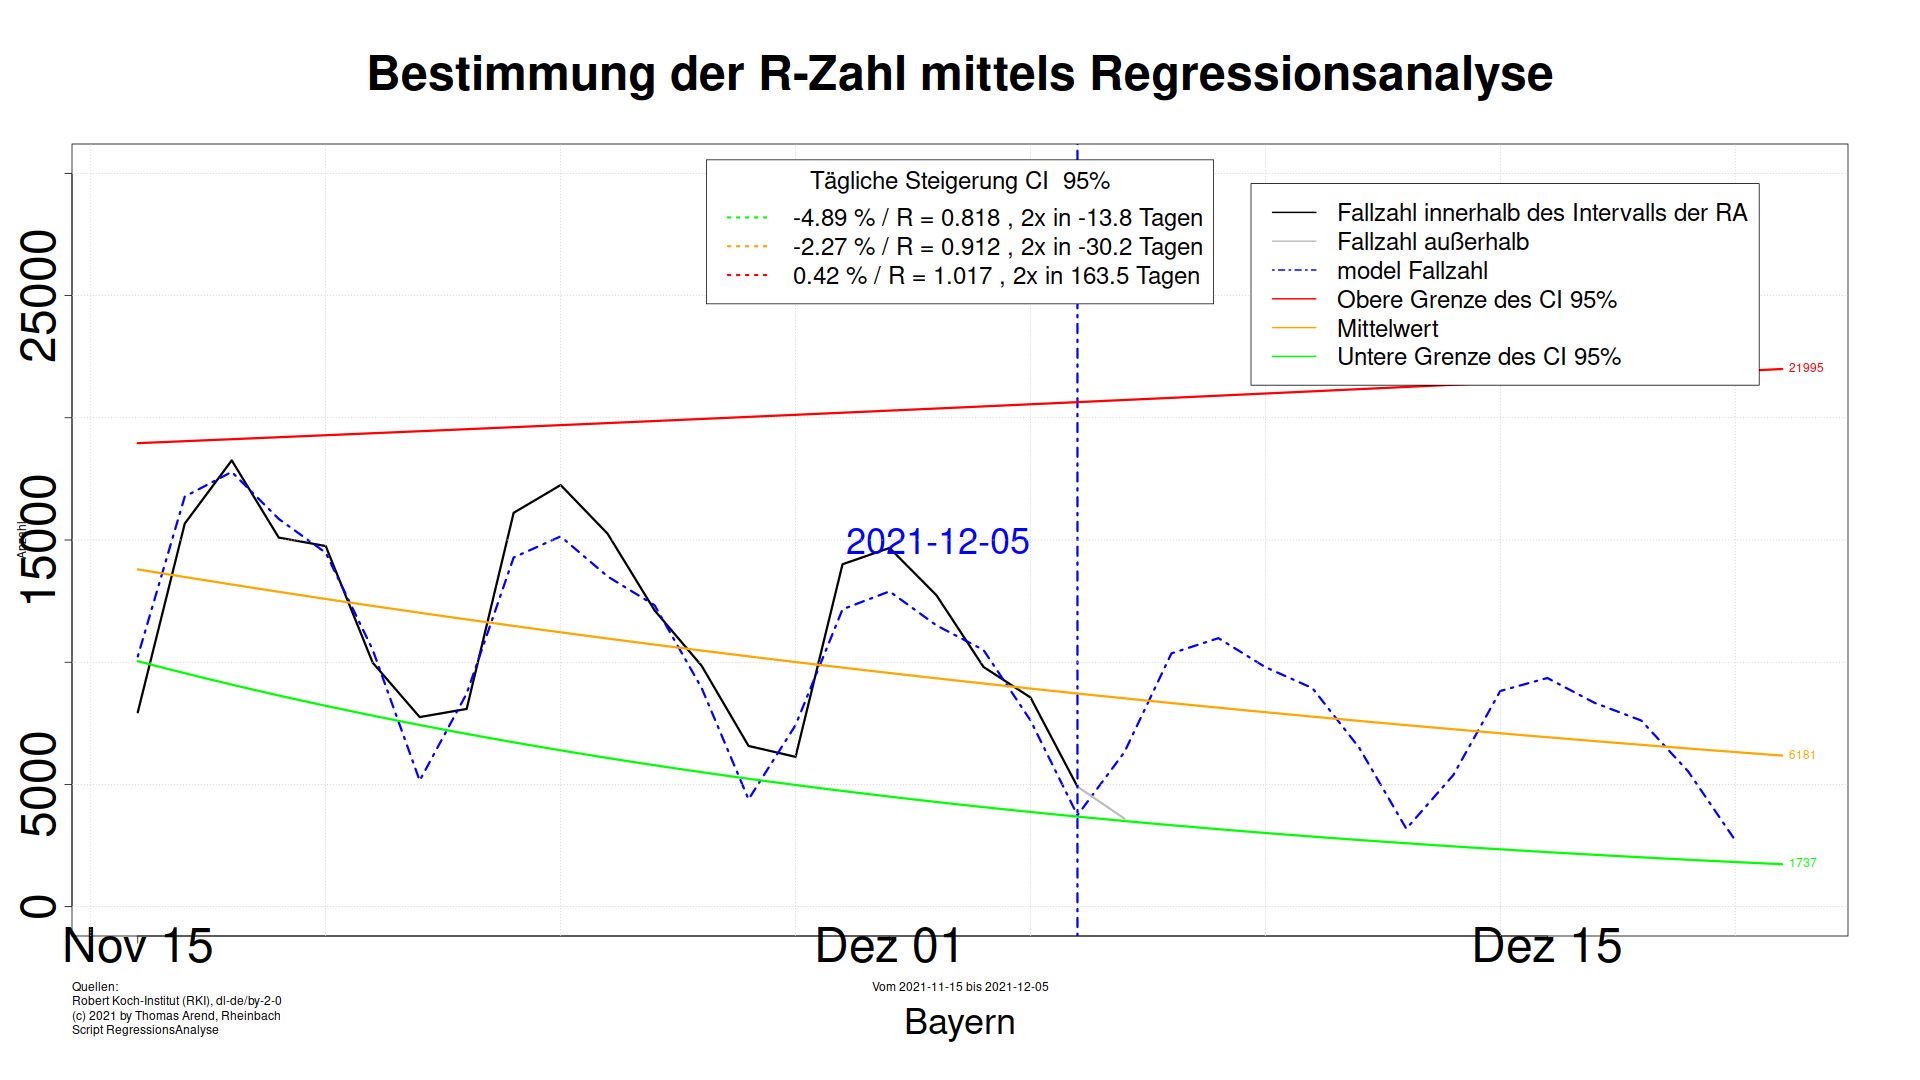 Bestimmung der R-Zahl mittels Regressionsanalyse
Tägliche Steigerung CI 95%
-4.89 % / R = 0.818 , 2x in -13.8 Tagen
-2.27 % / R = 0.912 , 2x in -30.2 Tagen
0.42 % / R = 1.017 , 2x in 163.5 Tagen
Fallzahl innerhalb des Intervalls der RA
Fallzahl außerhalb
model Fallzahl
Obere Grenze des CI 95%
Mittelwert
Untere Grenze des CI 95%
25000
15000
5000
0
Anzahl
21995
2021-12-05
6181
1737
Nov 15
Dez 01
Dez 15
Quellen:
Robert Koch-Institut (RKI), dl-de/by-2-0
(c) 2021 by Thomas Arend, Rheinbach
Script RegressionsAnalyse
Vom 2021-11-15 bis 2021-12-05
Bayern